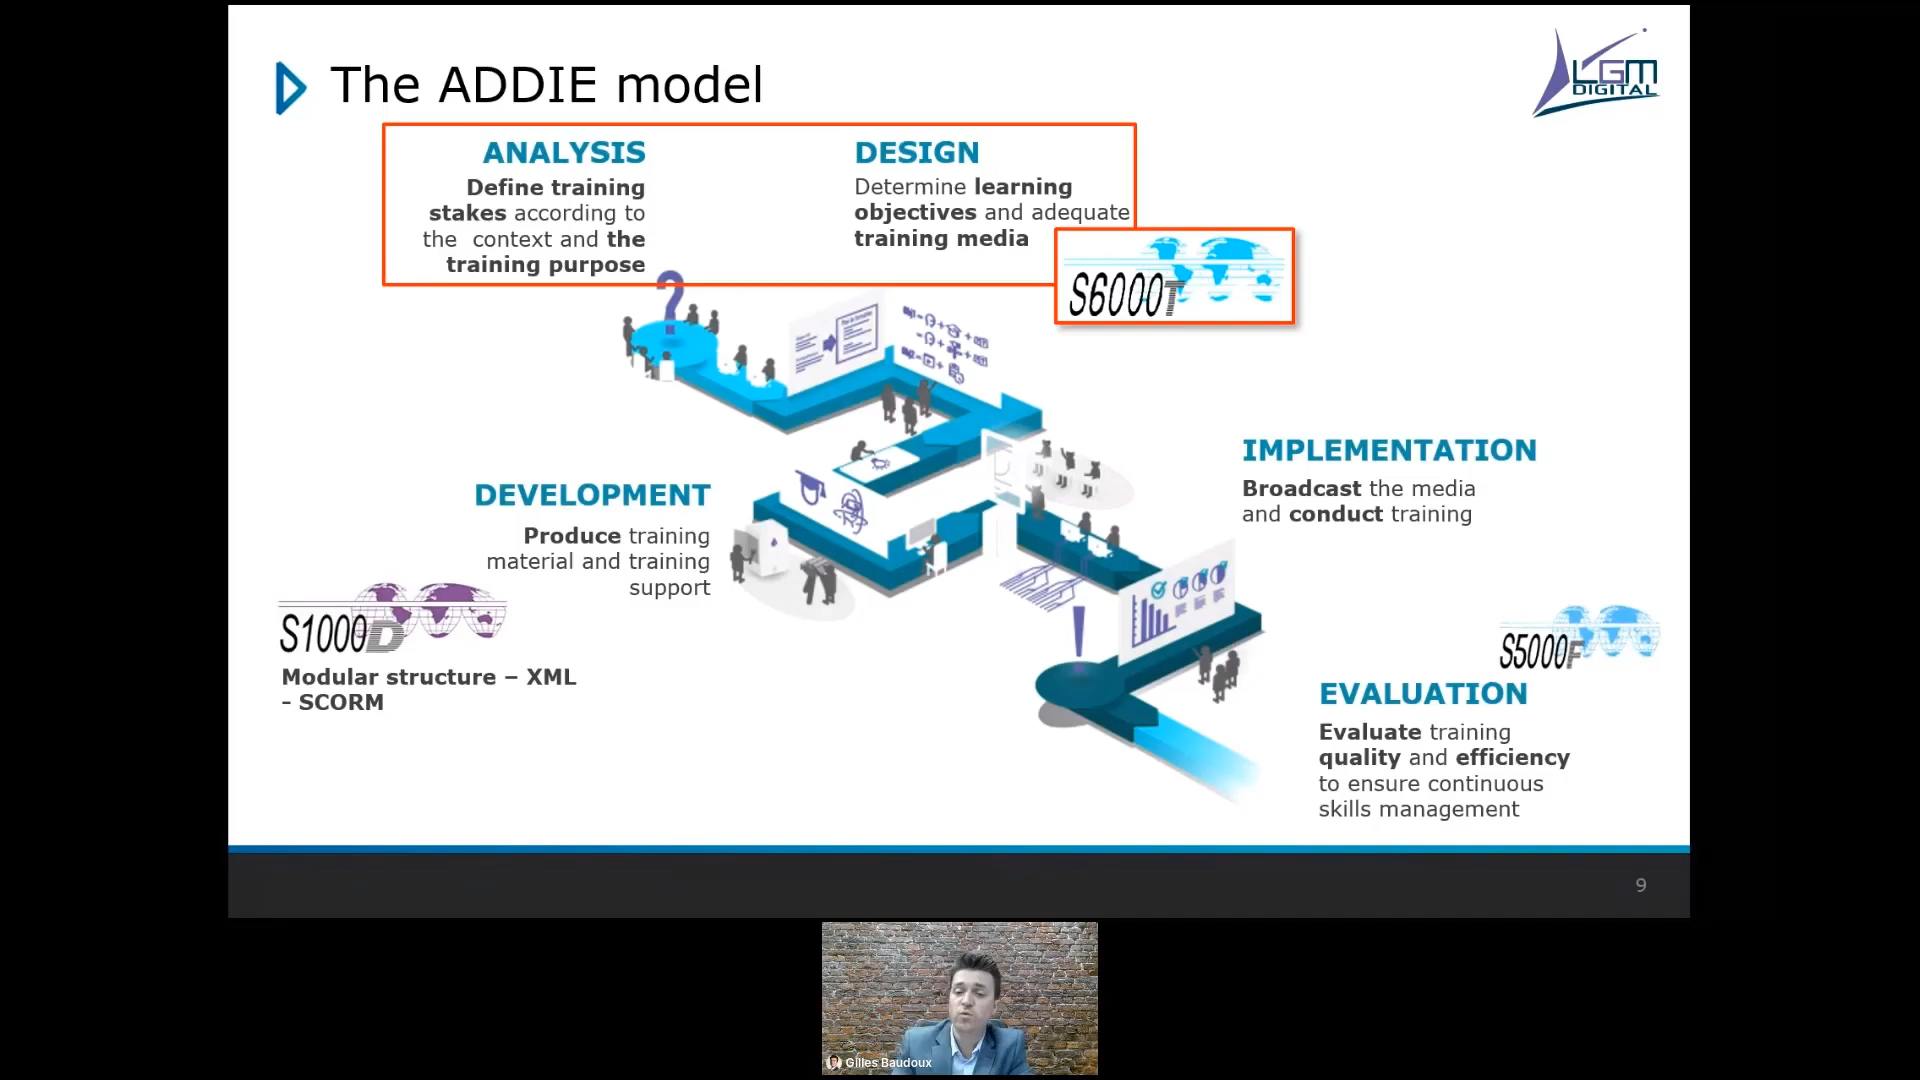 The ADDIE model
LGM
DIGITAL
ANALYSIS
Define training
stakes according to
the context and the
training purpose
DESIGN
Determine learning
objectives and adequate
training media
S6000T
?
DEVELOPMENT
Produce training
material and training
support
IMPLEMENTATION
Broadcast the media
and conduct training
S1000D
Modular structure – XML
- SCORM
!
S5000F
EVALUATION
Evaluate training
quality and efficiency
to ensure continuous
skills management
9
Gilles Baudoux